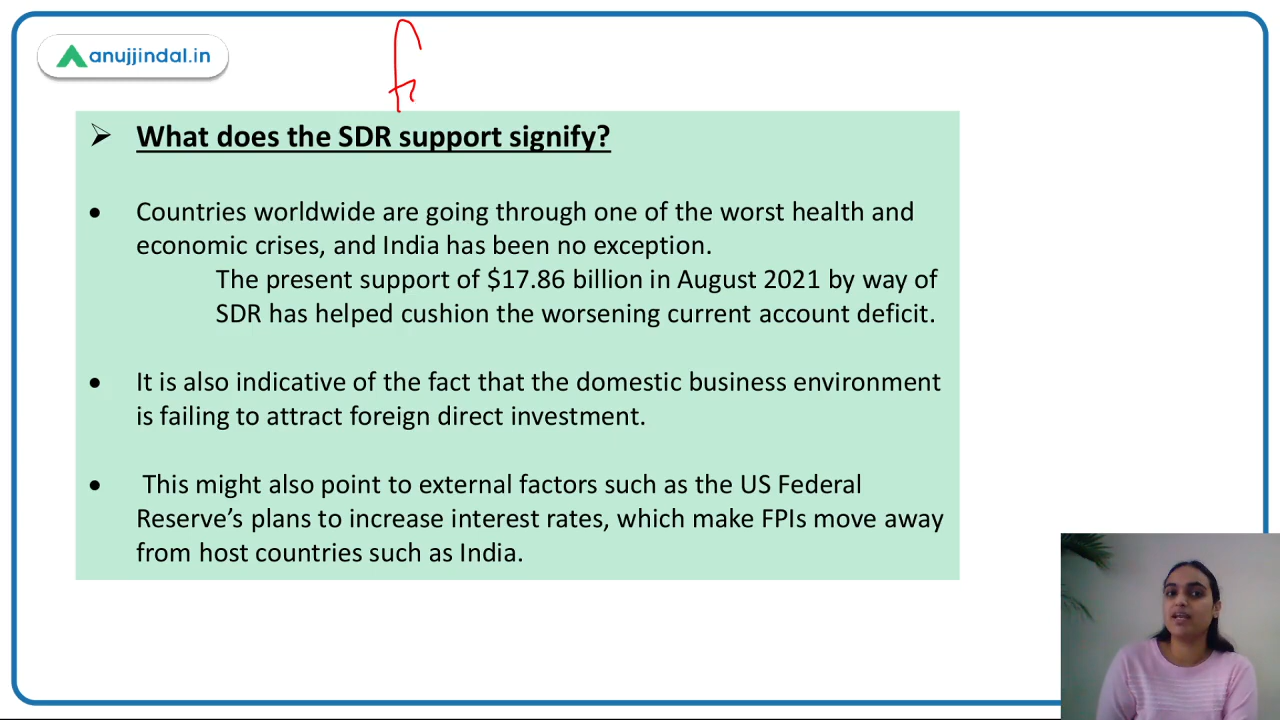 anujjindal.in
What does the SDR support signify?
Countries worldwide are going through one of the worst health and
economic crises, and India has been no exception.
The present support of $17.86 billion in August 2021 by way of
SDR has helped cushion the worsening current account deficit.
It is also indicative of the fact that the domestic business environment
is failing to attract foreign direct investment.
This might also point to external factors such as the US Federal
Reserve’s plans to increase interest rates, which make FPIs move away
from host countries such as India.